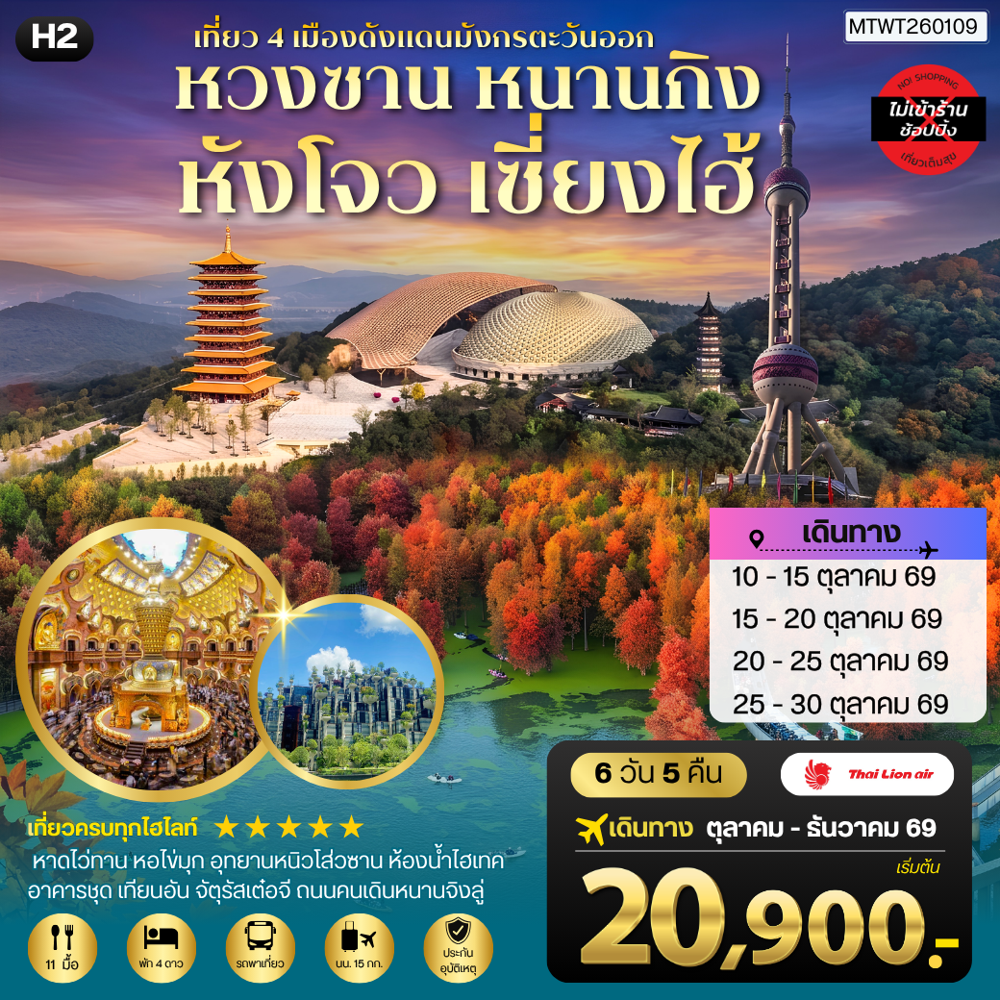 H2
เที่ยว 4 เมืองดังแดนมังกรตะวันออก
MTWT260109
หวงซาน หนานกิง
หังโจว เซี่ยงไฮ้
NO! SHOPPING
ไม่เข้าร้าน
ช้อปปิ้ง
เที่ยวเต็มสุข
เดินทาง
10 - 15 ตุลาคม 69
15 - 20 ตุลาคม 69
20 - 25 ตุลาคม 69
25 - 30 ตุลาคม 69
6 วัน 5 คืน
Thai Lion air
เดินทาง ตุลาคม - ธันวาคม 69
เริ่มต้น
20,900.-
เที่ยวครบทุกไฮไลท์
หาดไว่ทาน หอไข่มุก อุทยานหนิวโส่วซาน ห้องน้ำไฮเทค
อาคารชุด เทียนอัน จัตุรัสเต๋อจี ถนนคนเดินหนานจิงลู่
11 มื้อ
พัก 4 ดาว
รถพาเที่ยว
นน. 15 กก.
ประกัน
อุบัติเหตุ